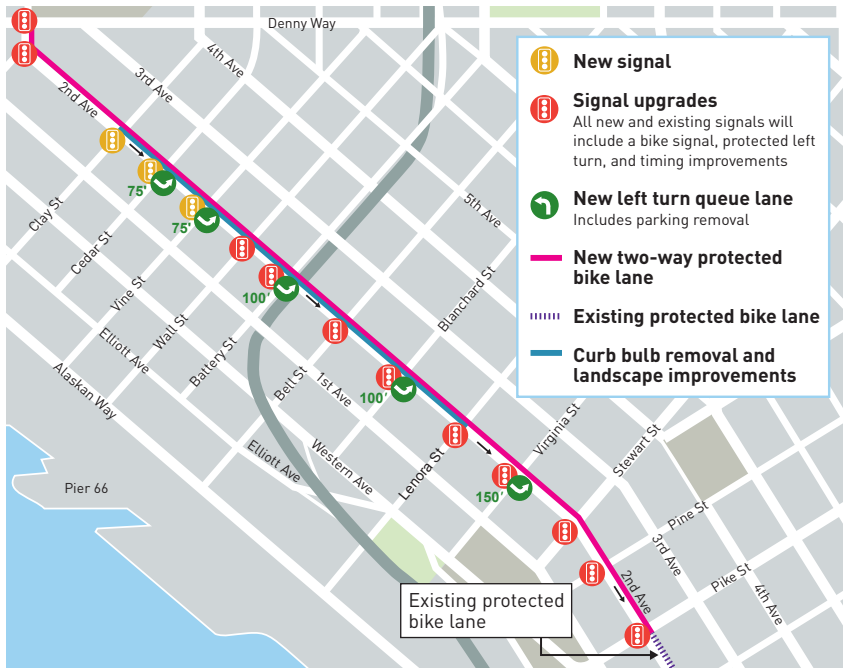 Denny Way
4th Ave
3rd Ave
2nd Ave
New signal
Signal upgrades
All new and existing signals will
include a bike signal, protected left
turn, and timing improvements
New left turn queue lane
Includes parking removal
New two-way protected
bike lane
Existing protected bike lane
Curb bulb removal and
landscape improvements
75'
75'
100'
100'
150'
5th Ave
Clay St
Cedar St
Vine St
Wall St
Battery St
Bell St
Blanchard St
Lenora St
Virginia St
Stewart St
Pine St
Pike St
Elliott Ave
Alaskan Way
1st Ave
Elliott Ave
Western Ave
Pier 66
3rd Ave
2nd Ave
4th Ave
Existing protected
bike lane